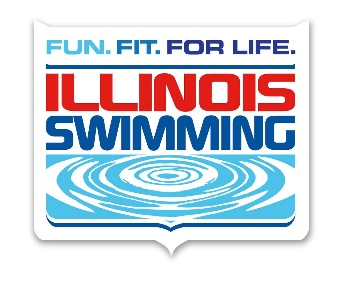 FUN. FIT. FOR LIFE.
ILLINOIS
SWIMMING